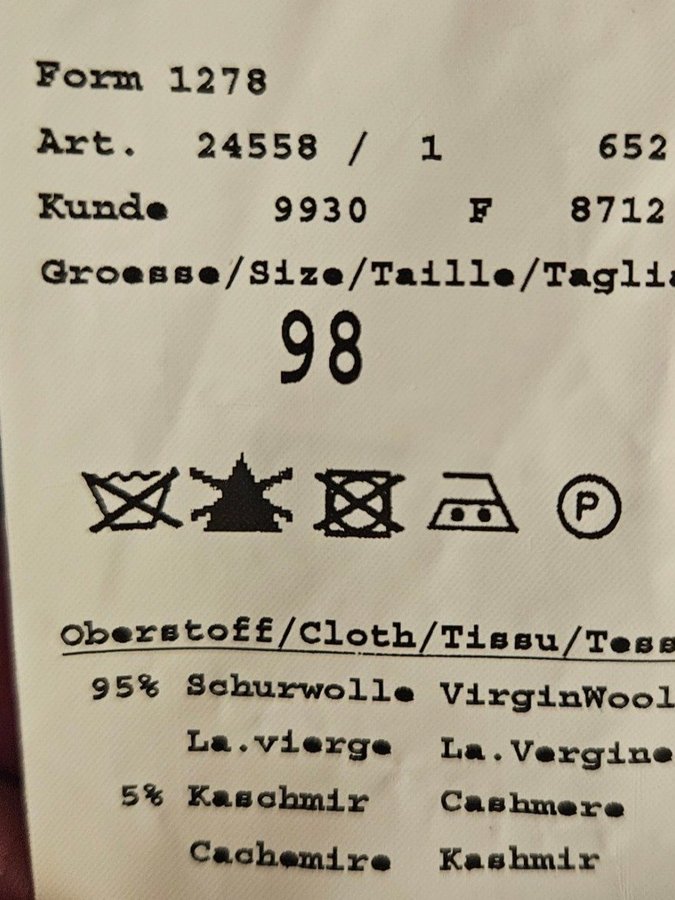 Form 1278
Art. 24558 / 1 652
Kunde 9930 F 8712
Groesse/Size/Taille/Taglia
98
P
Oberstoff/Cloth/Tissu/Tess
95% Schurwolle VirginWool
La.vierge La.Vergine
5% Kaschmir Cashmere
Cachemire Kashmir